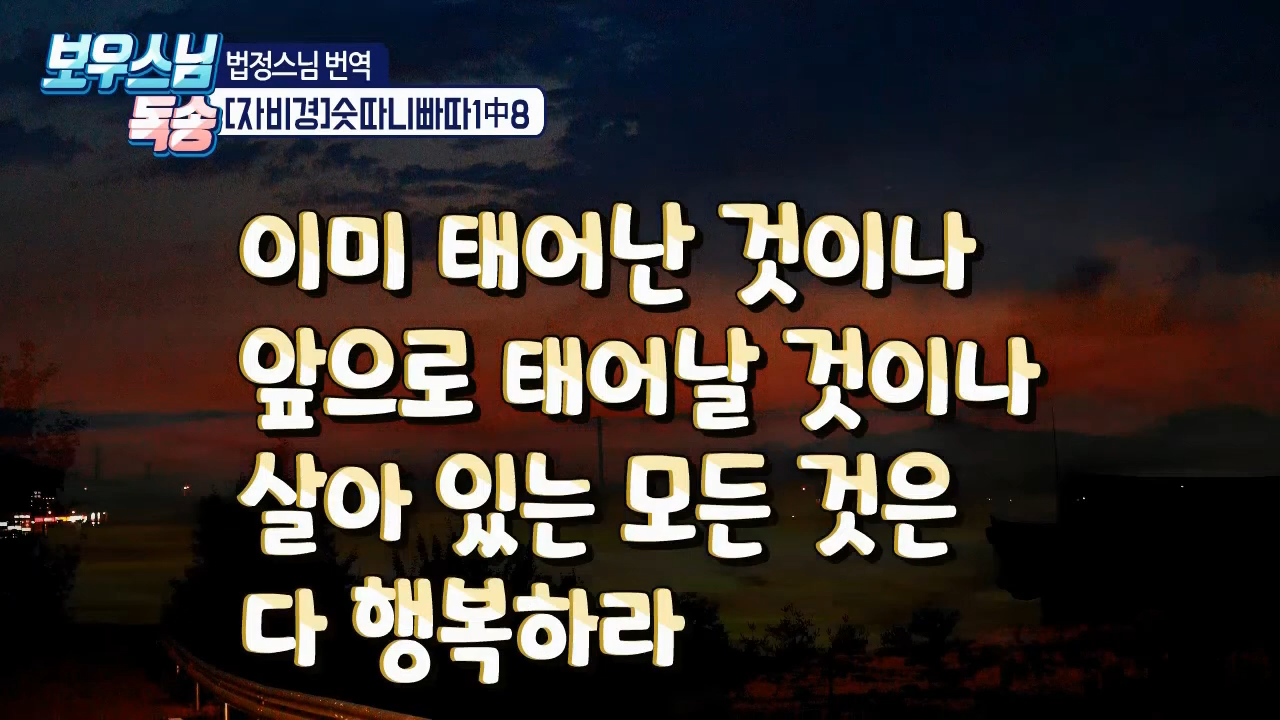 보우스님
독송
법정스님 번역
[자비경]숫따니빠따1中8
이미 태어난 것이나
앞으로 태어날 것이나
살아 있는 모든 것은
다 행복하라